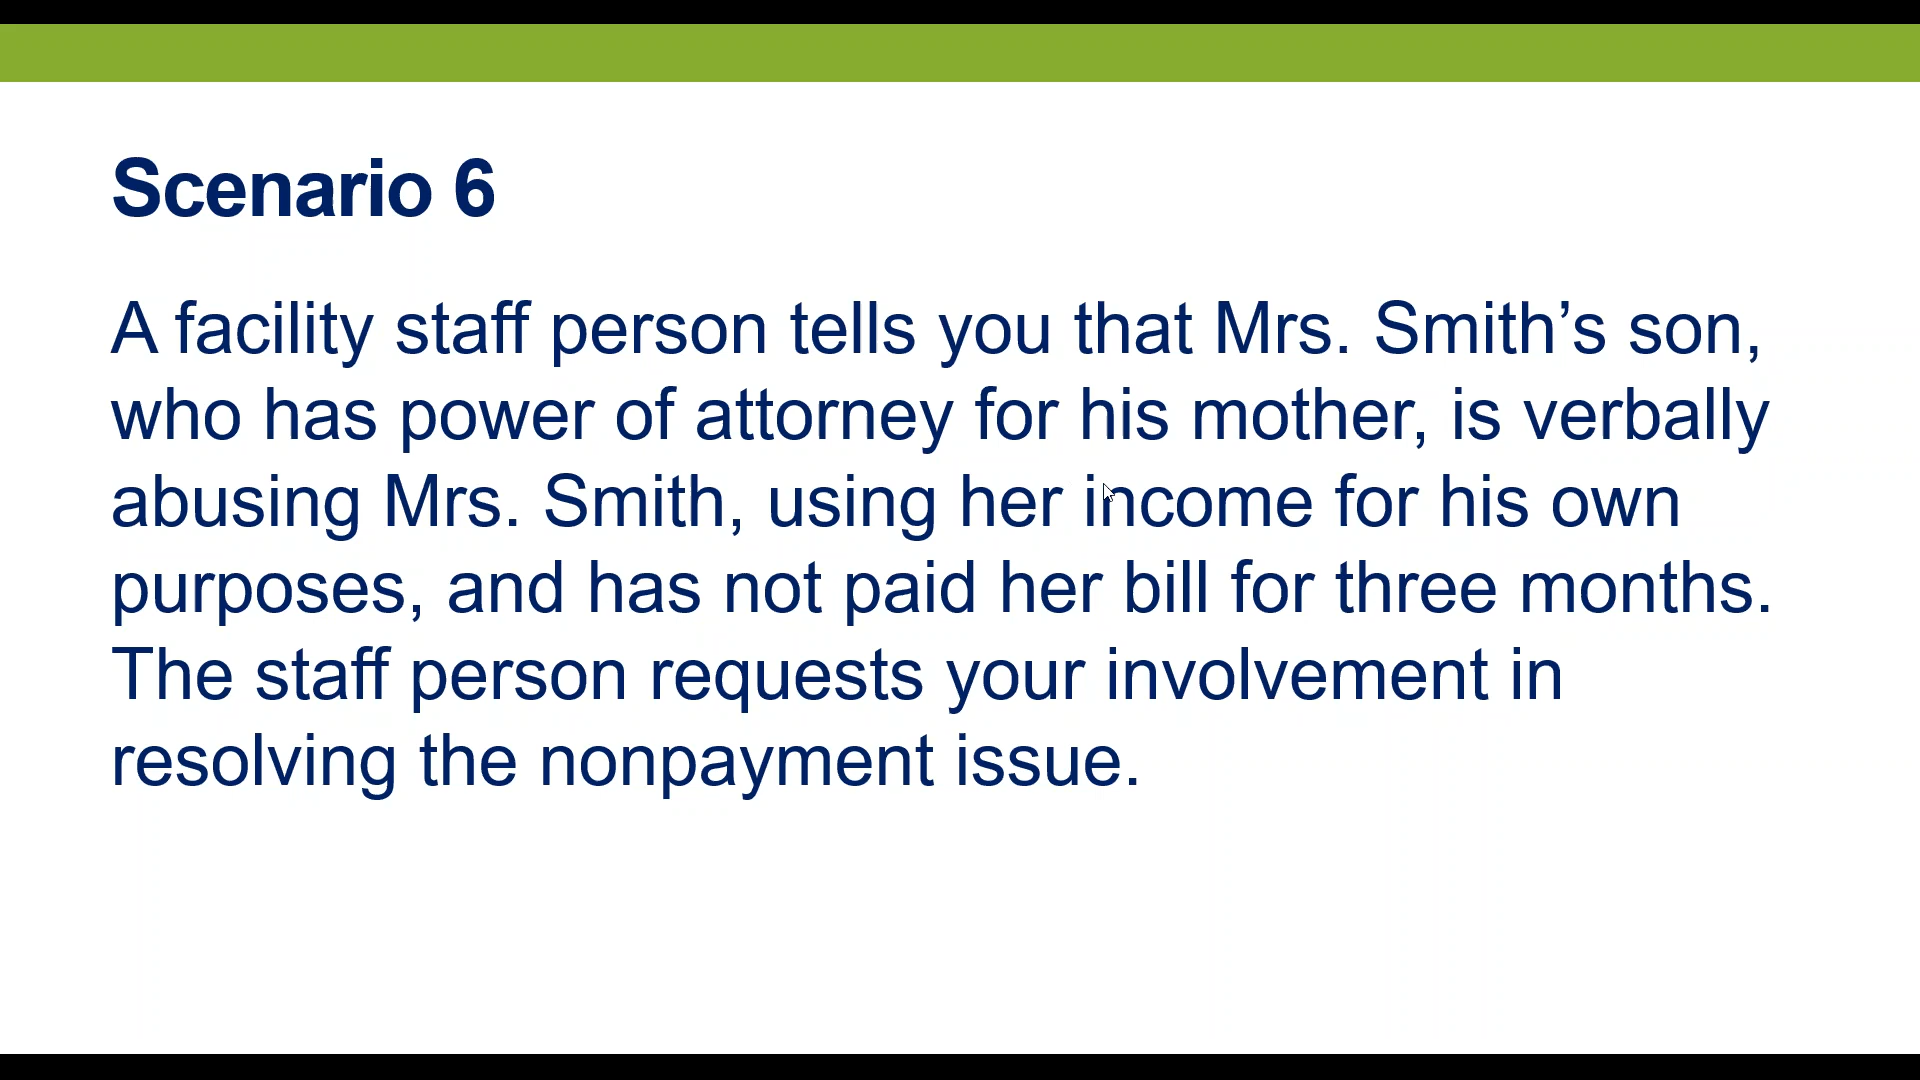 Scenario 6
A facility staff person tells you that Mrs. Smith’s son,
who has power of attorney for his mother, is verbally
abusing Mrs. Smith, using her income for his own
purposes, and has not paid her bill for three months.
The staff person requests your involvement in
resolving the nonpayment issue.